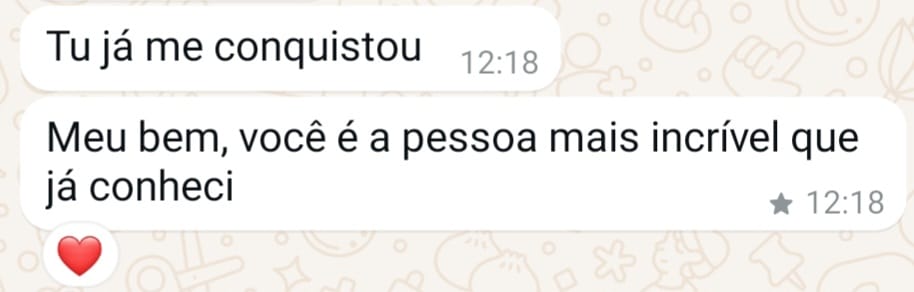 Tu já me conquistou
12:18
Meu bem, você é a pessoa mais incrível que
já conheci
12:18